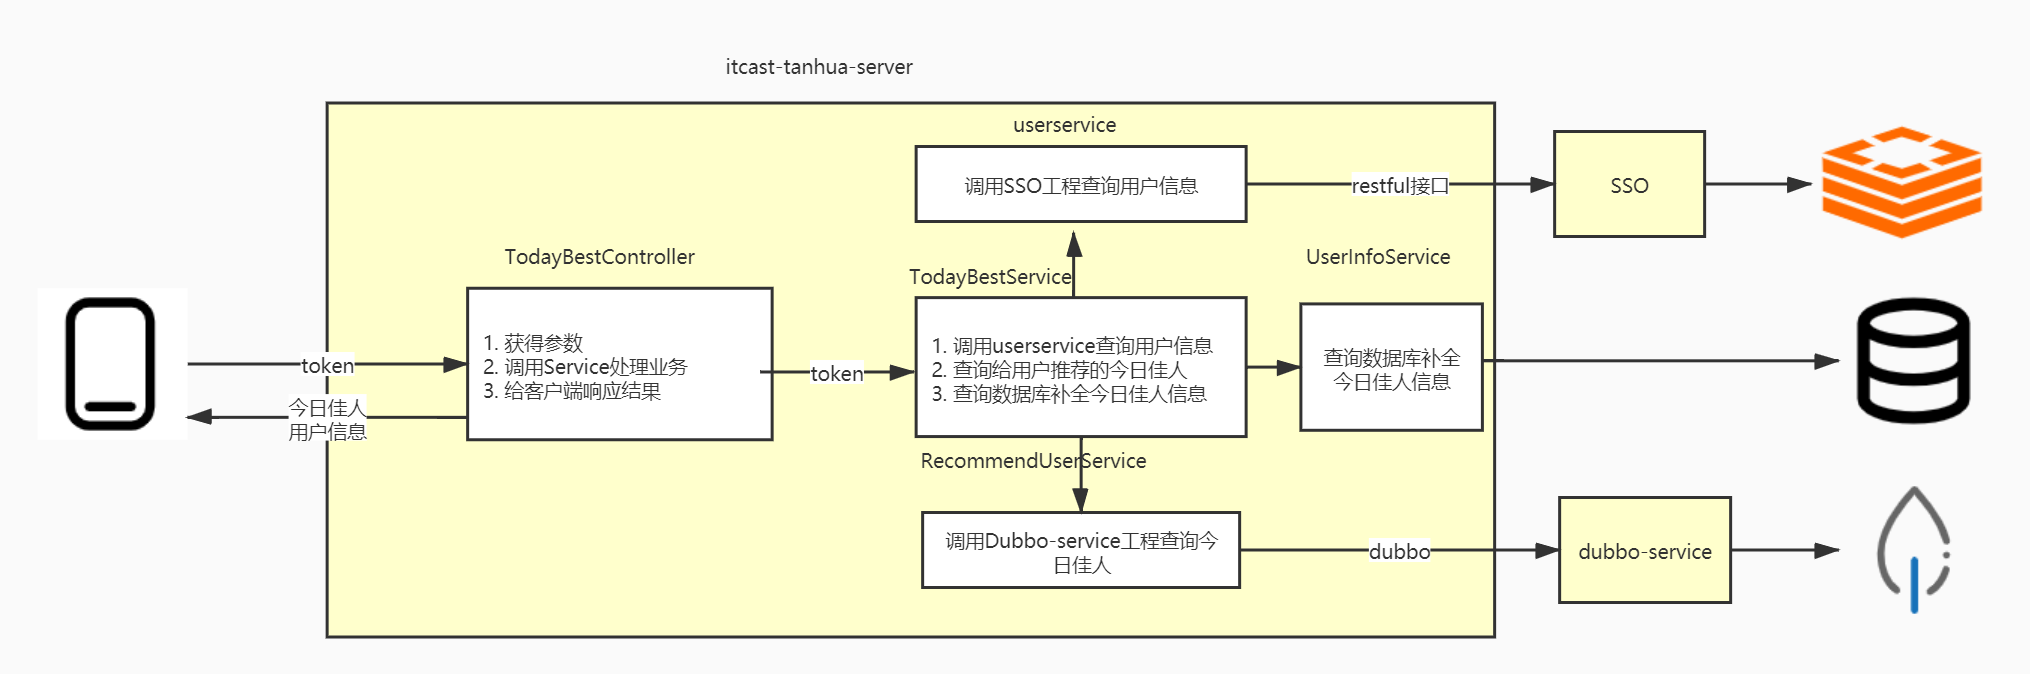 itcast-tanhua-server
userservice
调用SSO工程查询用户信息
restful接口
SSO
TodayBestController
TodayBestService
UserInfoService
token
1. 获得参数
2. 调用Service处理业务
3. 给客户端响应结果
token
1. 调用userservice查询用户信息
2. 查询给用户推荐的今日佳人
3. 查询数据库补全今日佳人信息
查询数据库补全
今日佳人信息
今日佳人
用户信息
RecommendUserService
调用Dubbo-service工程查询今
日佳人
dubbo
dubbo-service